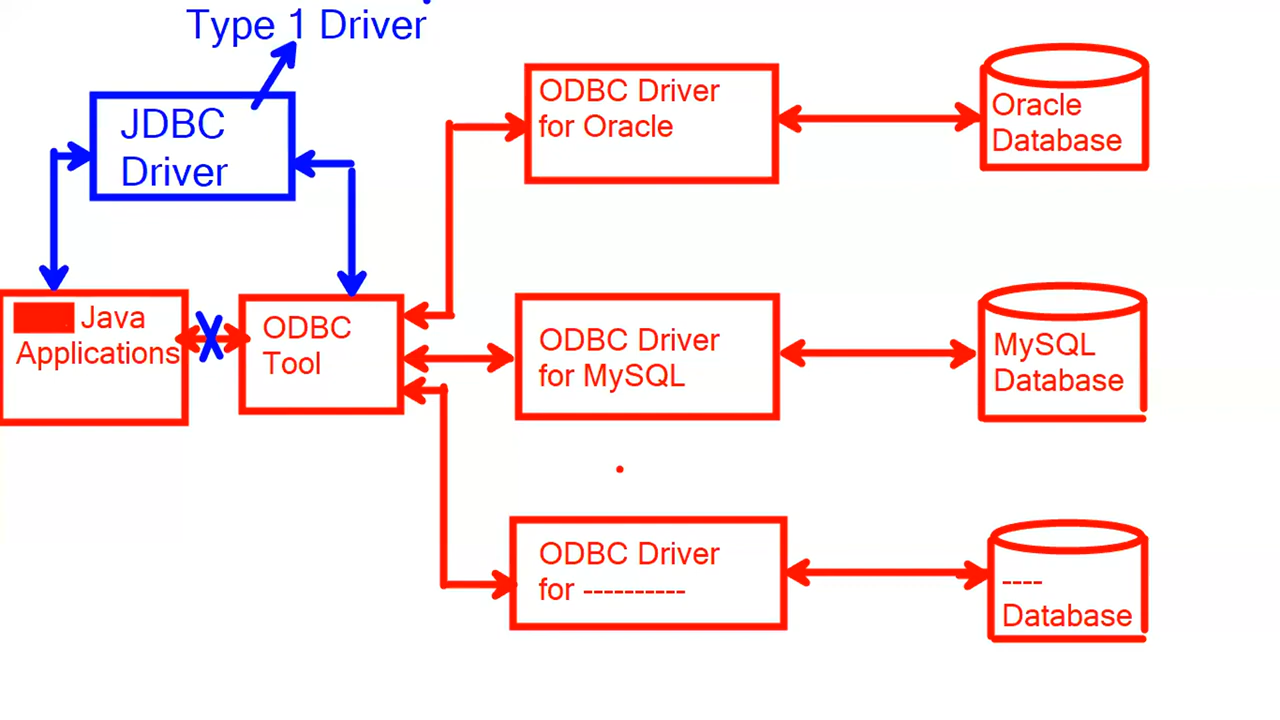 Type 1 Driver
JDBC
Driver
Java
Applications
ODBC
Tool
ODBC Driver
for Oracle
Oracle
Database
ODBC Driver
for MySQL
MySQL
Database
ODBC Driver
for ----------
----
Database